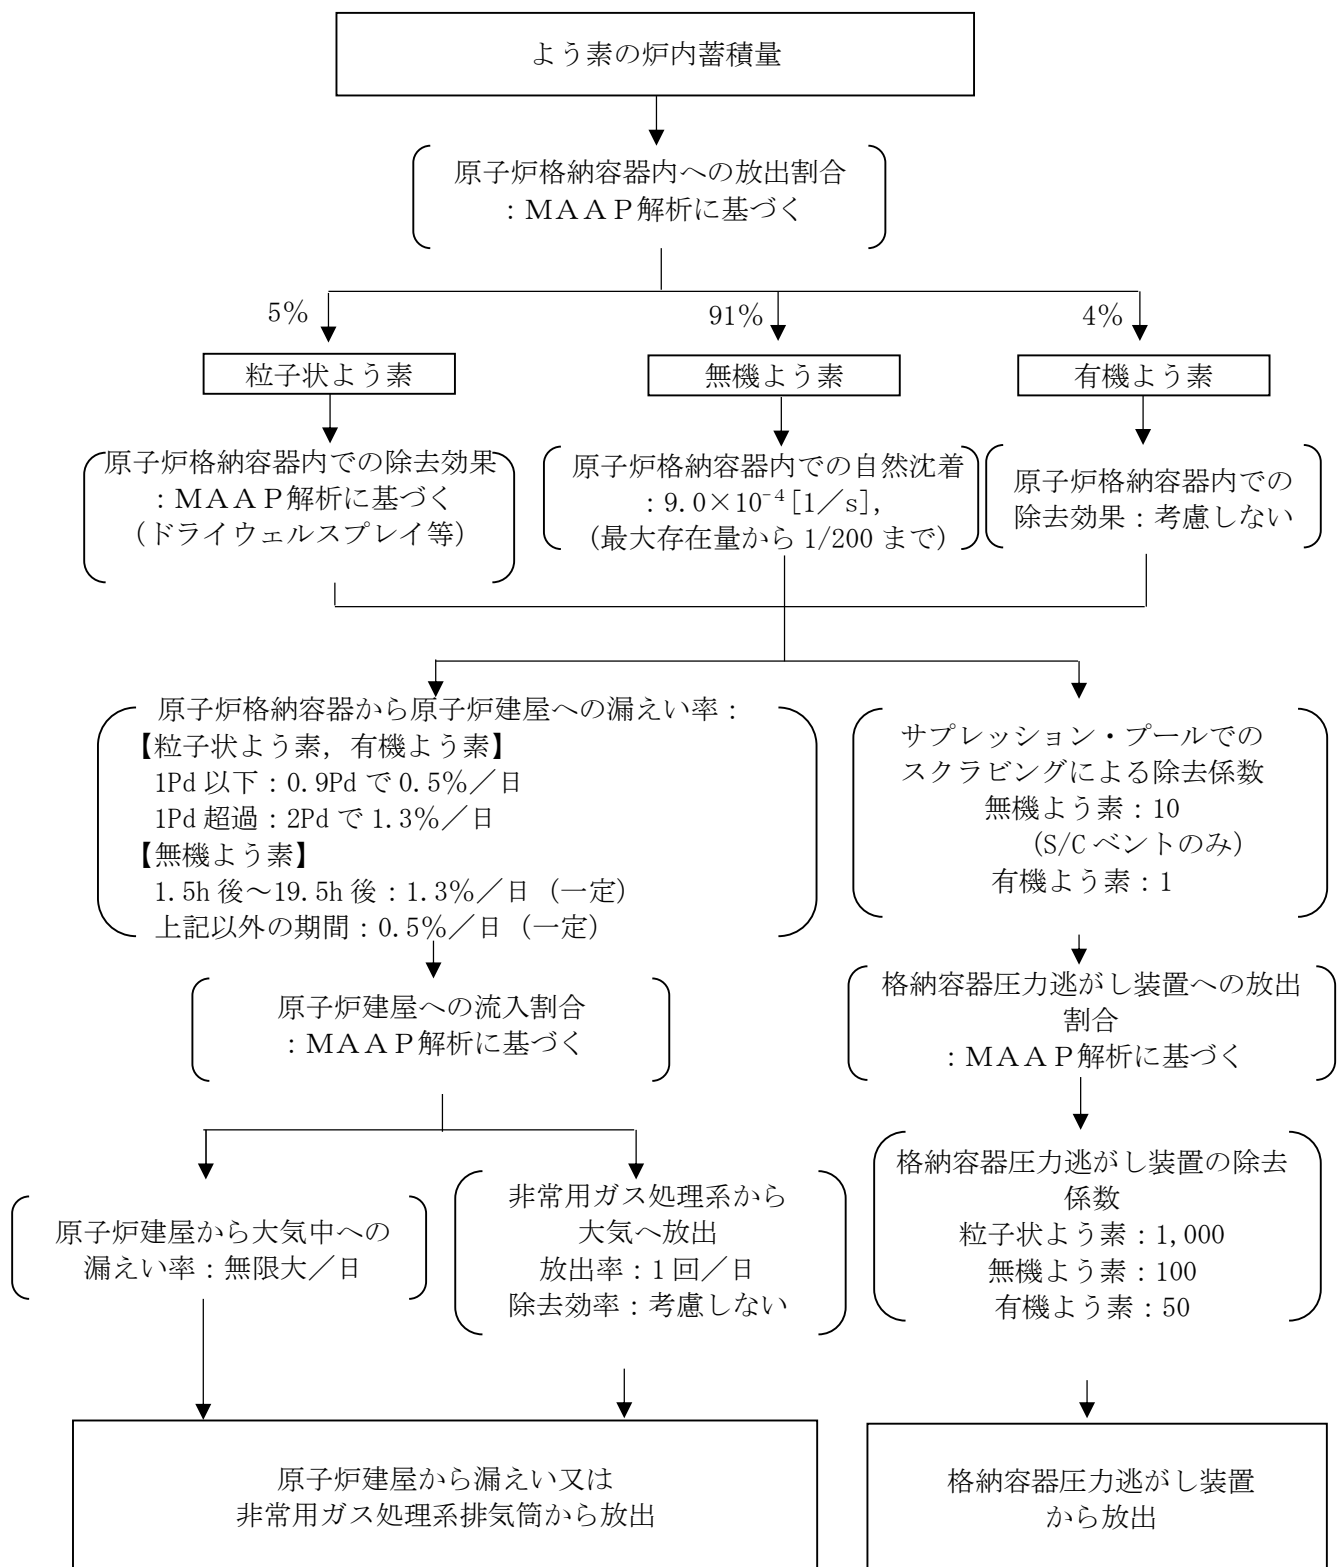 よう素の炉内蓄積量
原子炉格納容器内への放出割合
：ＭＡＡＰ解析に基づく
5％
91％
4％
粒子状よう素
無機よう素
有機よう素
原子炉格納容器内での除去効果
：ＭＡＡＰ解析に基づく
（ドライウェルスプレイ等）
原子炉格納容器内での自然沈着
：9.0×10⁻⁴[1／s]，
（最大存在量から 1/200 まで）
原子炉格納容器内での
除去効果：考慮しない
原子炉格納容器から原子炉建屋への漏えい率：
【粒子状よう素，有機よう素】
1Pd 以下：0.9Pd で 0.5％／日
1Pd 超過：2Pd で 1.3％／日
【無機よう素】
1.5h 後～19.5h 後：1.3％／日（一定）
上記以外の期間：0.5％／日（一定）
サプレッション・プールでの
スクラビングによる除去係数
無機よう素：10
（S/C ベントのみ）
有機よう素：1
原子炉建屋への流入割合
：ＭＡＡＰ解析に基づく
格納容器圧力逃がし装置への放出
割合
：ＭＡＡＰ解析に基づく
原子炉建屋から大気中への
漏えい率：無限大／日
非常用ガス処理系から
大気へ放出
放出率：1 回／日
除去効率：考慮しない
格納容器圧力逃がし装置の除去
係数
粒子状よう素：1,000
無機よう素：100
有機よう素：50
原子炉建屋から漏えい又は
非常用ガス処理系排気筒から放出
格納容器圧力逃がし装置
から放出